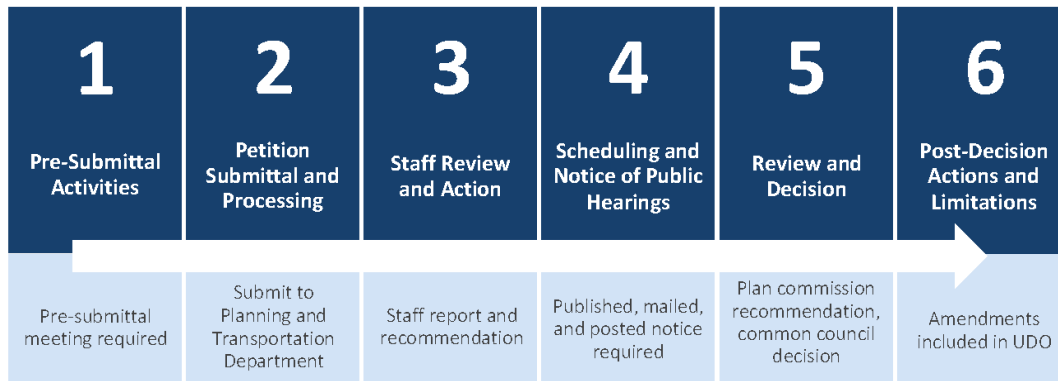 1
Pre-Submittal
Activities
Pre-submittal
meeting required
2
Petition
Submittal and
Processing
Submit to
Planning and
Transportation
Department
3
Staff Review
and Action
Staff report and
recommendation
4
Scheduling and
Notice of Public
Hearings
Published, mailed,
and posted notice
required
5
Review and
Decision
Plan commission
recommendation,
common council
decision
6
Post-Decision
Actions and
Limitations
Amendments
included in UDO